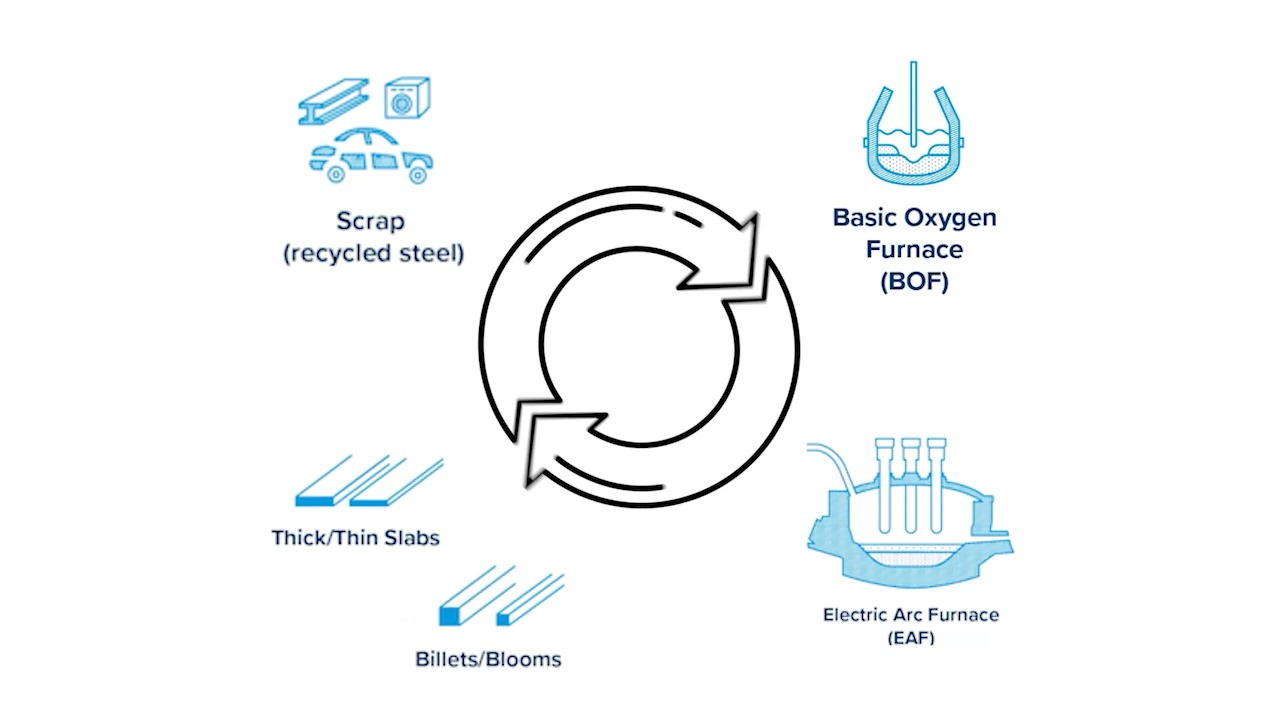 Scrap
(recycled steel)
Basic Oxygen
Furnace
(BOF)
Thick/Thin Slabs
Billets/Blooms
Electric Arc Furnace
(EAF)